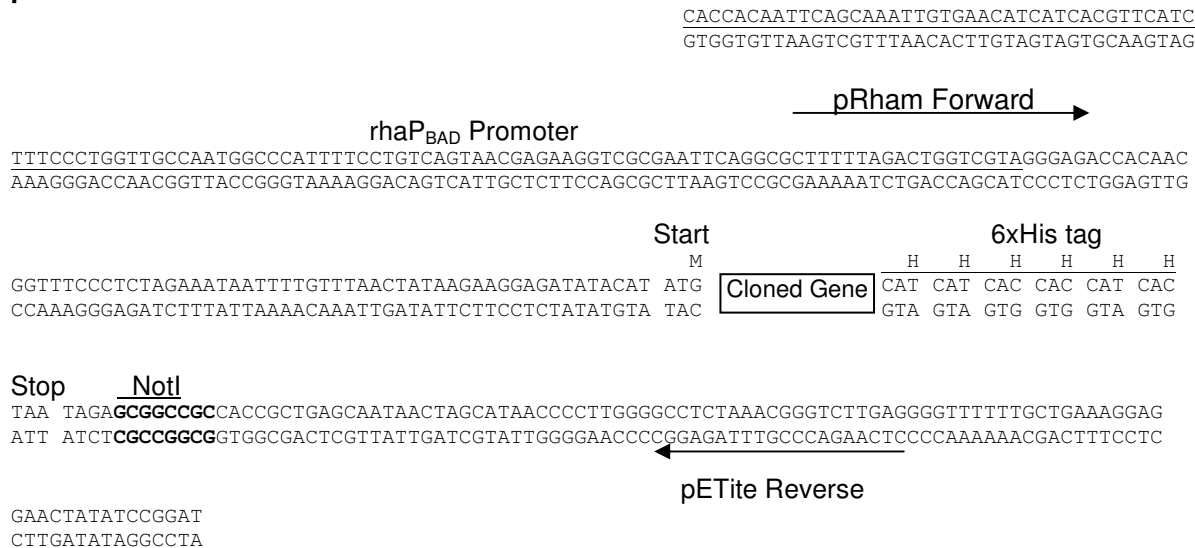 CACCACAATTCAGCAAATTGTGAACATCATCACGTTCATC
GTGGTGTTAAGTCGTTTAACACTTGTAGTAGTGCAAGTAG
pRham Forward
rhaPBAD Promoter
TTTCCCTGGTTGCCAATGGCCCATTTTCCTGTCAGTAACGAGAAGGTCGCGAATTCAGGCGCTTTTTAGACTGGTCGTAGGGAGACCACAAC
AAAGGGACCAACGGTTACCGGGTAAAAGGACAGTCATTGCTCTTCCAGCGCTTAAGTCCGCGAAAAATCTGACCAGCATCCCTCTGGAGTTG
Start 6xHis tag
M H H H H H H
GGTTTCCCTCTAGAAATAATTTTGTTTAACTATAAGAAGGAGATATACAT ATG Cloned Gene CAT CAT CAC CAC CAT CAC
CCAAAGGGAGATCTTTATTAAAACAAATTGATATTCTTCCTCTATATGTA TAC GTA GTA GTG GTG GTA GTG
Stop NotI
TAA TAGAGCGGCCGCCACCGCTGAGCAATAACTAGCATAACCCCTTGGGGCCTCTAAACGGGTCTTGAGGGGTTTTTTGCTGAAAGGAG
ATT ATCTCGCCGGCGGTGGCGACTCGTTATTGATCGTATTGGGGAACCCCGGAGATTTGCCCAGAACTCCCCAAAAAACGACTTTCCTC
pETite Reverse
GAACTATATCCGGAT
CTTGATATAGGCCTA